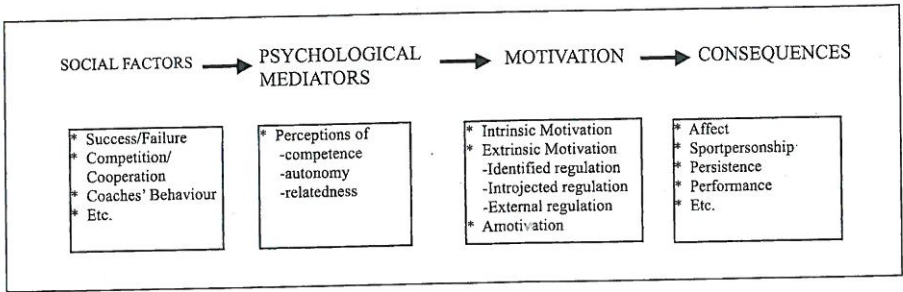 SOCIAL FACTORS
PSYCHOLOGICAL
MEDIATORS
MOTIVATION
CONSEQUENCES
* Success/Failure
* Competition/
Cooperation
* Coaches' Behaviour
* Etc.
* Perceptions of
-competence
-autonomy
-relatedness
* Intrinsic Motivation
* Extrinsic Motivation
-Identified regulation
-Introjected regulation
-External regulation
* Amotivation
* Affect
* Sportpersonship
* Persistence
* Performance
* Etc.